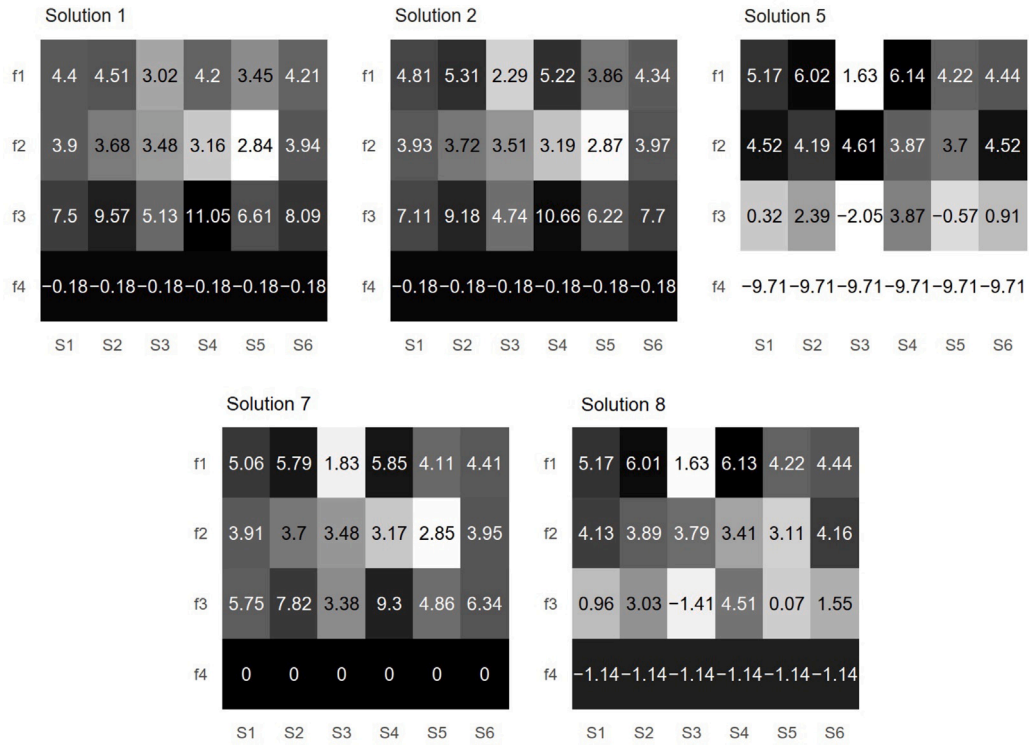 Solution 1 Solution 2 Solution 5
f1 4.4 4.51 3.02 4.2 3.45 4.21 f1 4.81 5.31 2.29 5.22 3.86 4.34 f1 5.17 6.02 1.63 6.14 4.22 4.44
f2 3.9 3.68 3.48 3.16 2.84 3.94 f2 3.93 3.72 3.51 3.19 2.87 3.97 f2 4.52 4.19 4.61 3.87 3.7 4.52
f3 7.5 9.57 5.13 11.05 6.61 8.09 f3 7.11 9.18 4.74 10.66 6.22 7.7 f3 0.32 2.39 −2.05 3.87 −0.57 0.91
f4 −0.18 −0.18 −0.18 −0.18 −0.18 −0.18 f4 −0.18 −0.18 −0.18 −0.18 −0.18 −0.18 f4 −9.71 −9.71 −9.71 −9.71 −9.71 −9.71
S1 S2 S3 S4 S5 S6 S1 S2 S3 S4 S5 S6 S1 S2 S3 S4 S5 S6
Solution 7 Solution 8
f1 5.06 5.79 1.83 5.85 4.11 4.41 f1 5.17 6.01 1.63 6.13 4.22 4.44
f2 3.91 3.7 3.48 3.17 2.85 3.95 f2 4.13 3.89 3.79 3.41 3.11 4.16
f3 5.75 7.82 3.38 9.3 4.86 6.34 f3 0.96 3.03 −1.41 4.51 0.07 1.55
f4 0 0 0 0 0 0 f4 −1.14 −1.14 −1.14 −1.14 −1.14 −1.14
S1 S2 S3 S4 S5 S6 S1 S2 S3 S4 S5 S6